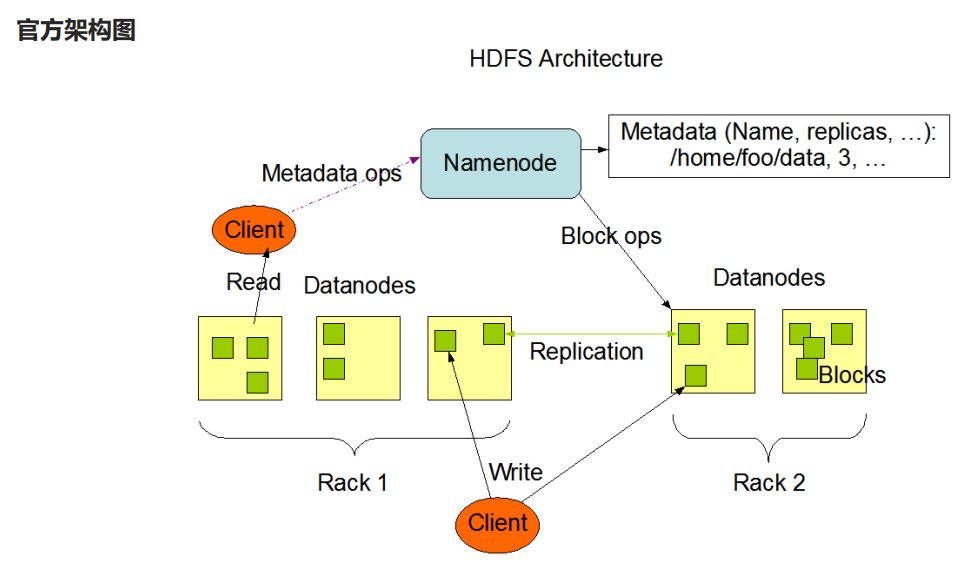 官方架构图
HDFS Architecture
Metadata (Name, replicas, …):
/home/foo/data, 3, …
Namenode
Metadata ops
Client
Block ops
Read
Datanodes
Datanodes
Replication
Blocks
Rack 1
Write
Rack 2
Client